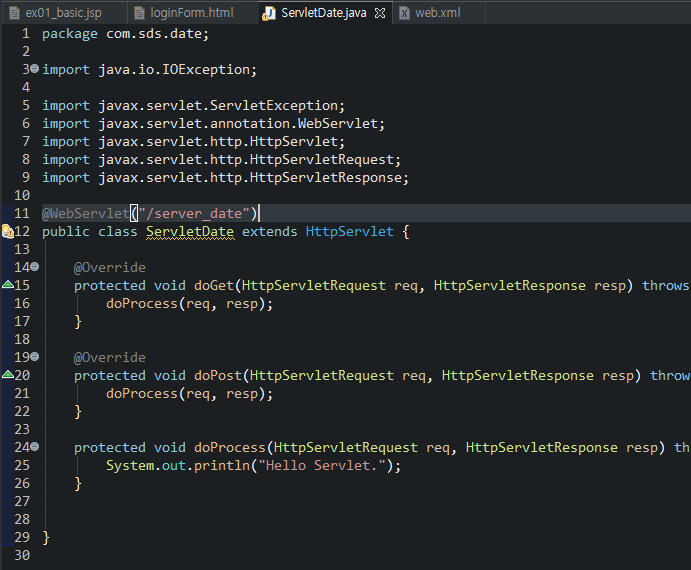 ex01_basic.jsp loginForm.html ServletDate.java web.xml
1 package com.sds.date;
2
3 import java.io.IOException;
4
5 import javax.servlet.ServletException;
6 import javax.servlet.annotation.WebServlet;
7 import javax.servlet.http.HttpServlet;
8 import javax.servlet.http.HttpServletRequest;
9 import javax.servlet.http.HttpServletResponse;
10
11 @WebServlet("/server_date")
12 public class ServletDate extends HttpServlet {
13
14 @Override
15 protected void doGet(HttpServletRequest req, HttpServletResponse resp) throws
16 doProcess(req, resp);
17 }
18
19 @Override
20 protected void doPost(HttpServletRequest req, HttpServletResponse resp) throw
21 doProcess(req, resp);
22 }
23
24 protected void doProcess(HttpServletRequest req, HttpServletResponse resp) th
25 System.out.println("Hello Servlet.");
26 }
27
28
29 }
30